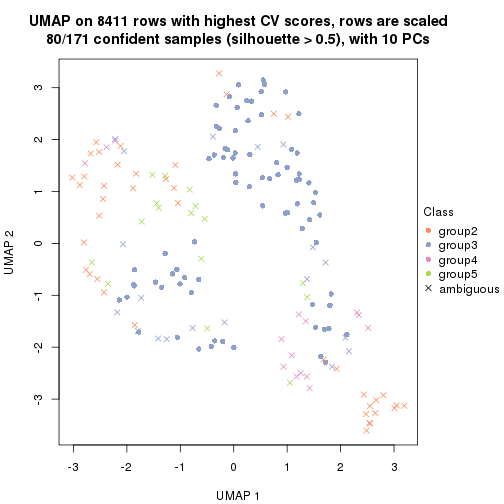 UMAP on 8411 rows with highest CV scores, rows are scaled
80/171 confident samples (silhouette > 0.5), with 10 PCs
3
2
1
0
-1
-2
-3
UMAP 2
-3
-2
-1
0
1
2
3
UMAP 1
Class
group2
group3
group4
group5
ambiguous